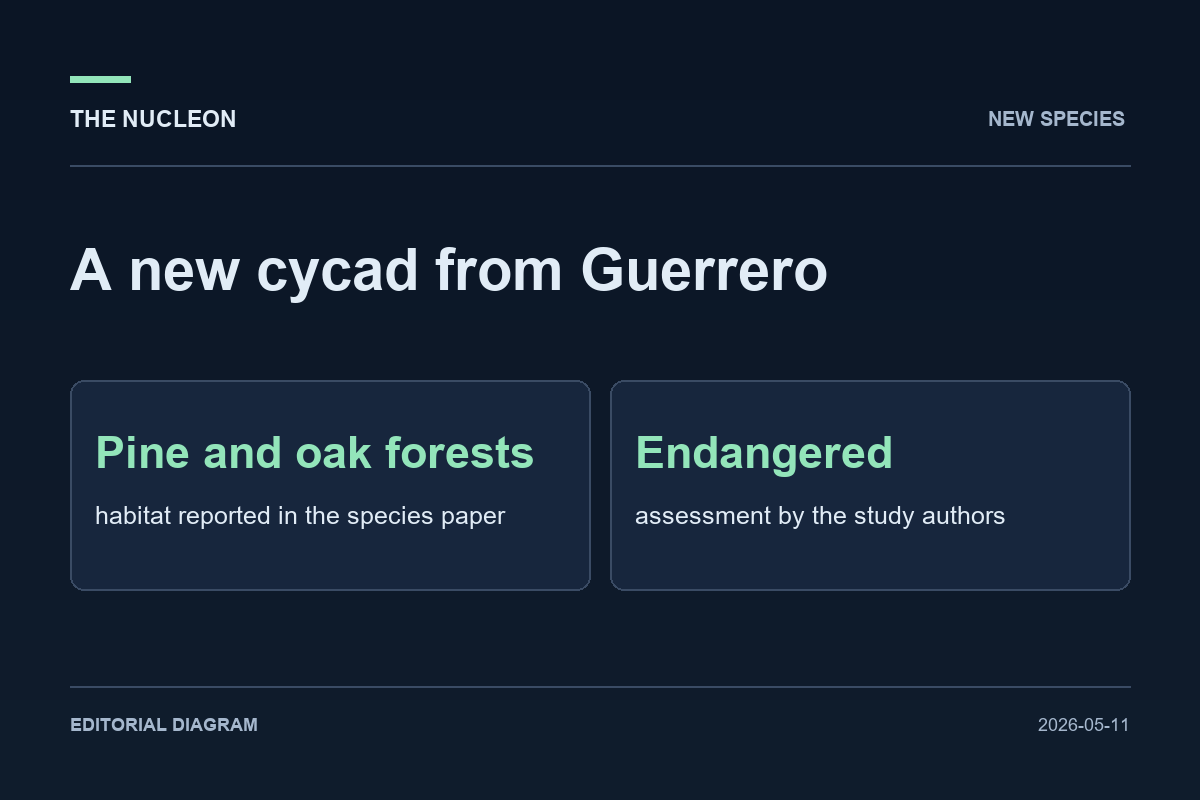 THE NUCLEON
NEW SPECIES
A new cycad from Guerrero
Pine and oak forests
habitat reported in the species paper
Endangered
assessment by the study authors
EDITORIAL DIAGRAM
2026-05-11